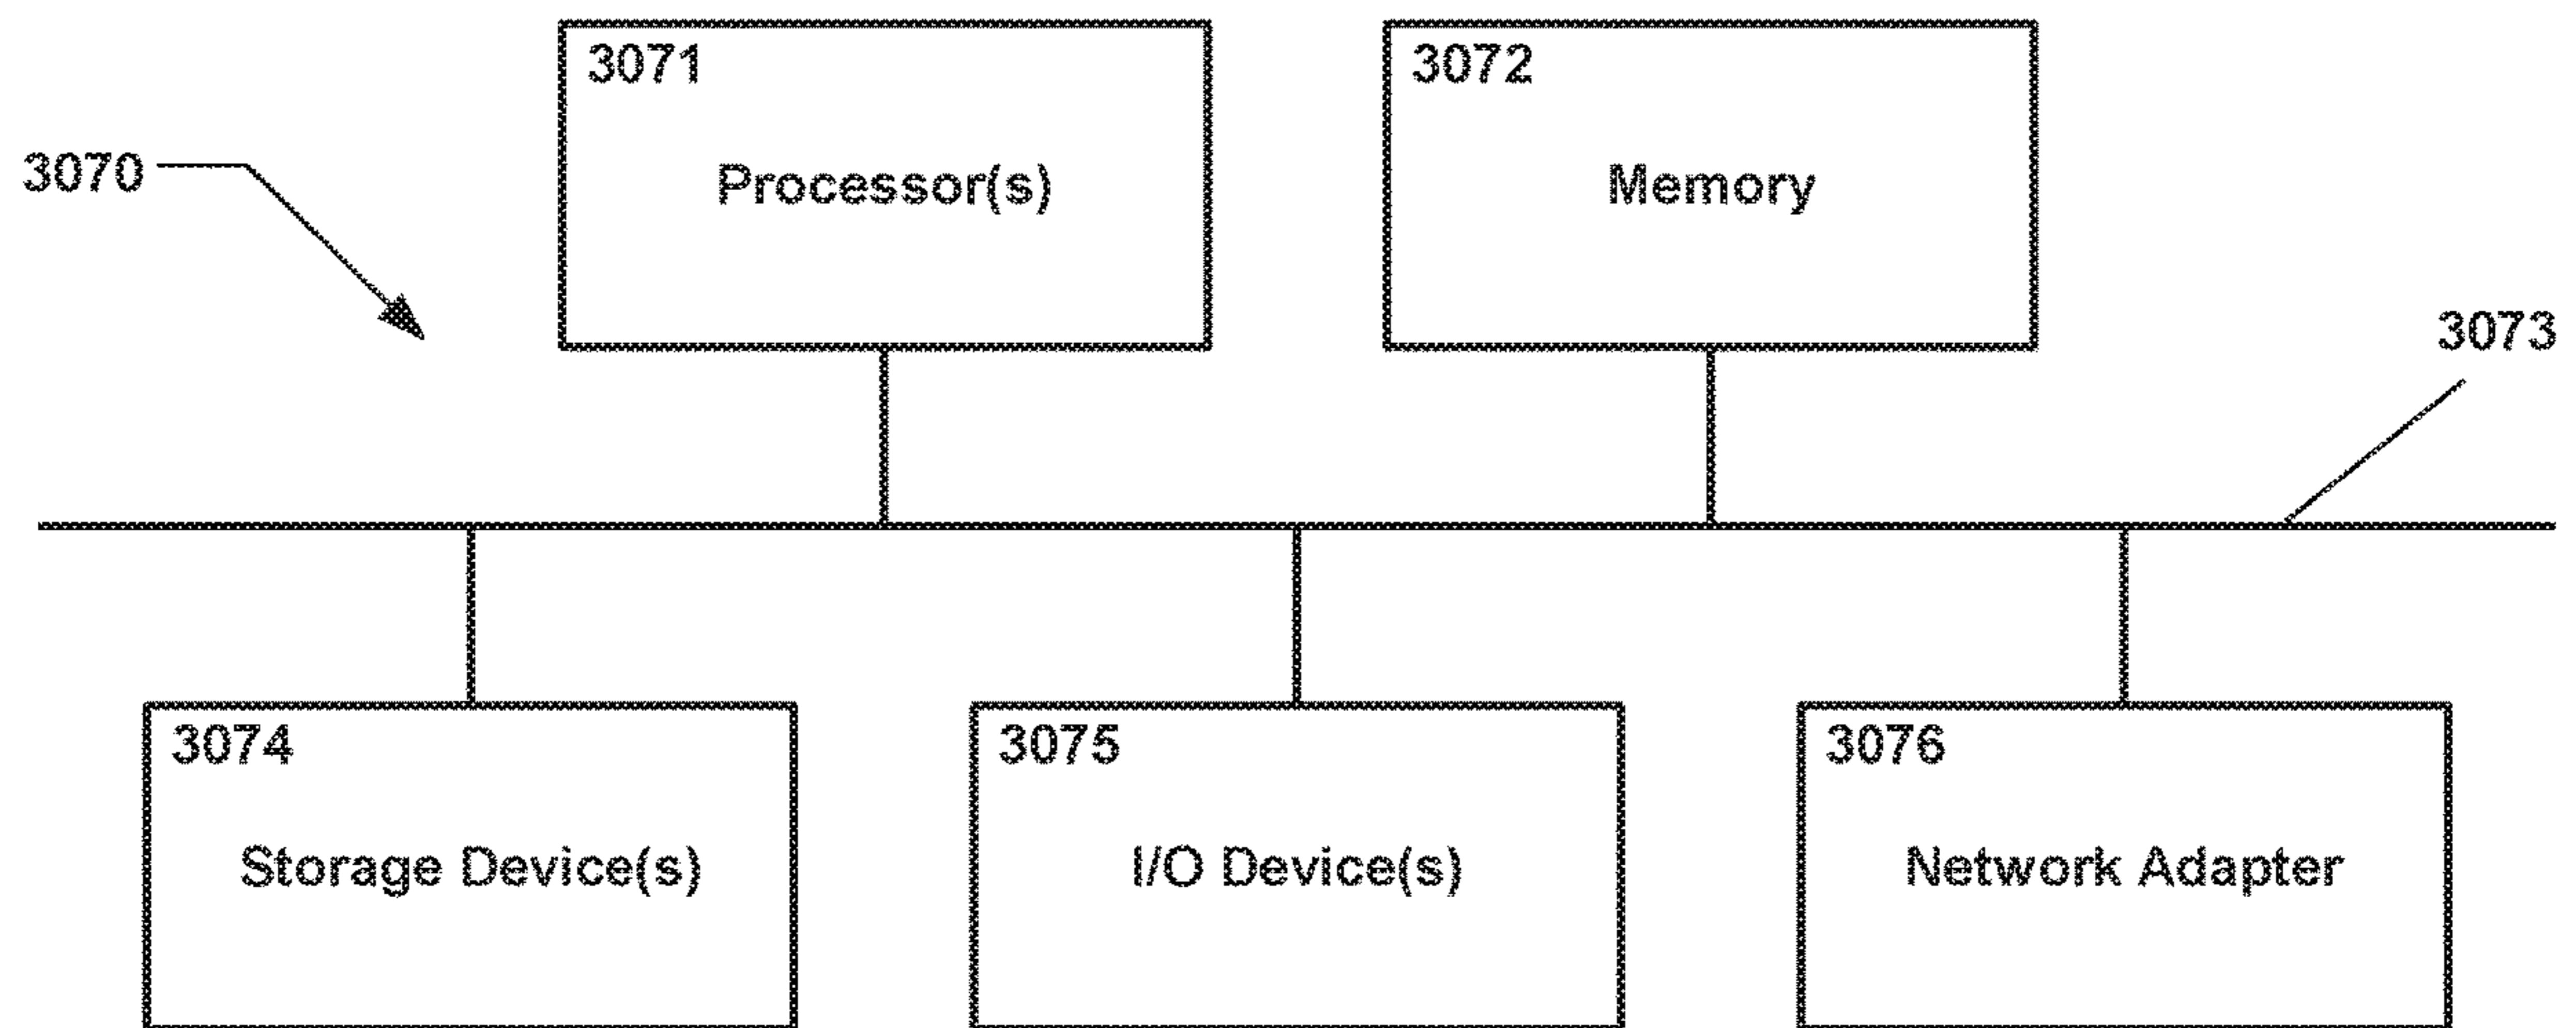 3071
Processor(s)
3072
Memory
3070
3073
3074
Storage Device(s)
3075
I/O Device(s)
3076
Network Adapter